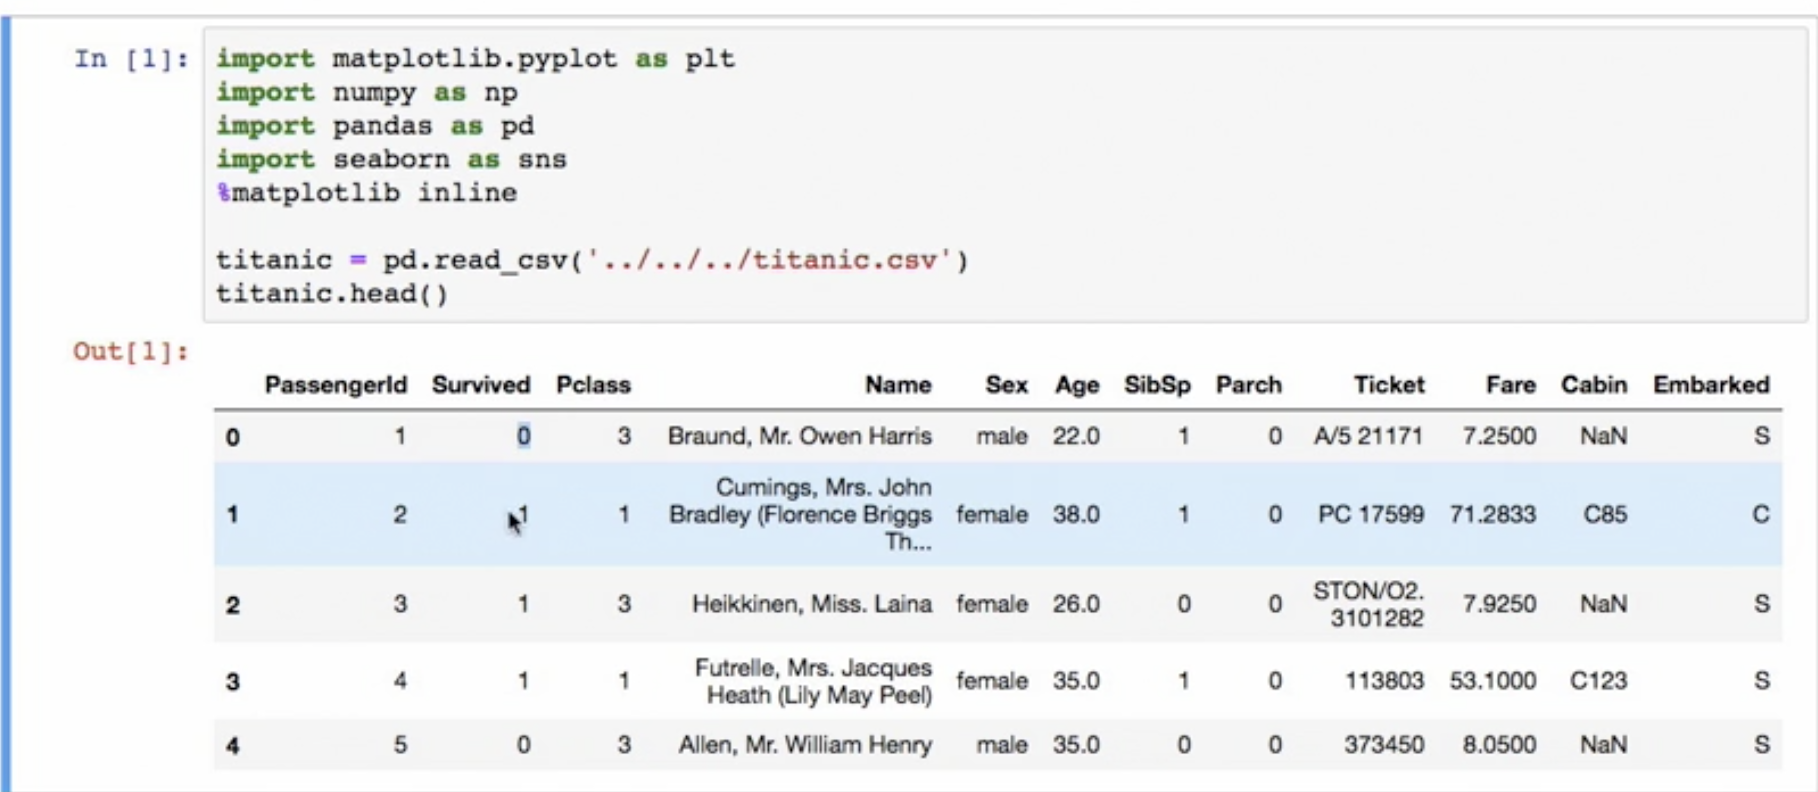 In [1]: import matplotlib.pyplot as plt
import numpy as np
import pandas as pd
import seaborn as sns
%matplotlib inline
titanic = pd.read_csv('../../../titanic.csv')
titanic.head()
Out[1]:
PassengerId Survived Pclass Name Sex Age SibSp Parch Ticket Fare Cabin Embarked
0 1 0 3 Braund, Mr. Owen Harris male 22.0 1 0 A/5 21171 7.2500 NaN S
Cumings, Mrs. John
1 2 1 1 Bradley (Florence Briggs female 38.0 1 0 PC 17599 71.2833 C85 C
Th...
2 3 1 3 Heikkinen, Miss. Laina female 26.0 0 0 STON/O2. 7.9250 NaN S
3101282
3 4 1 1 Futrelle, Mrs. Jacques female 35.0 1 0 113803 53.1000 C123 S
Heath (Lily May Peel)
4 5 0 3 Allen, Mr. William Henry male 35.0 0 0 373450 8.0500 NaN S